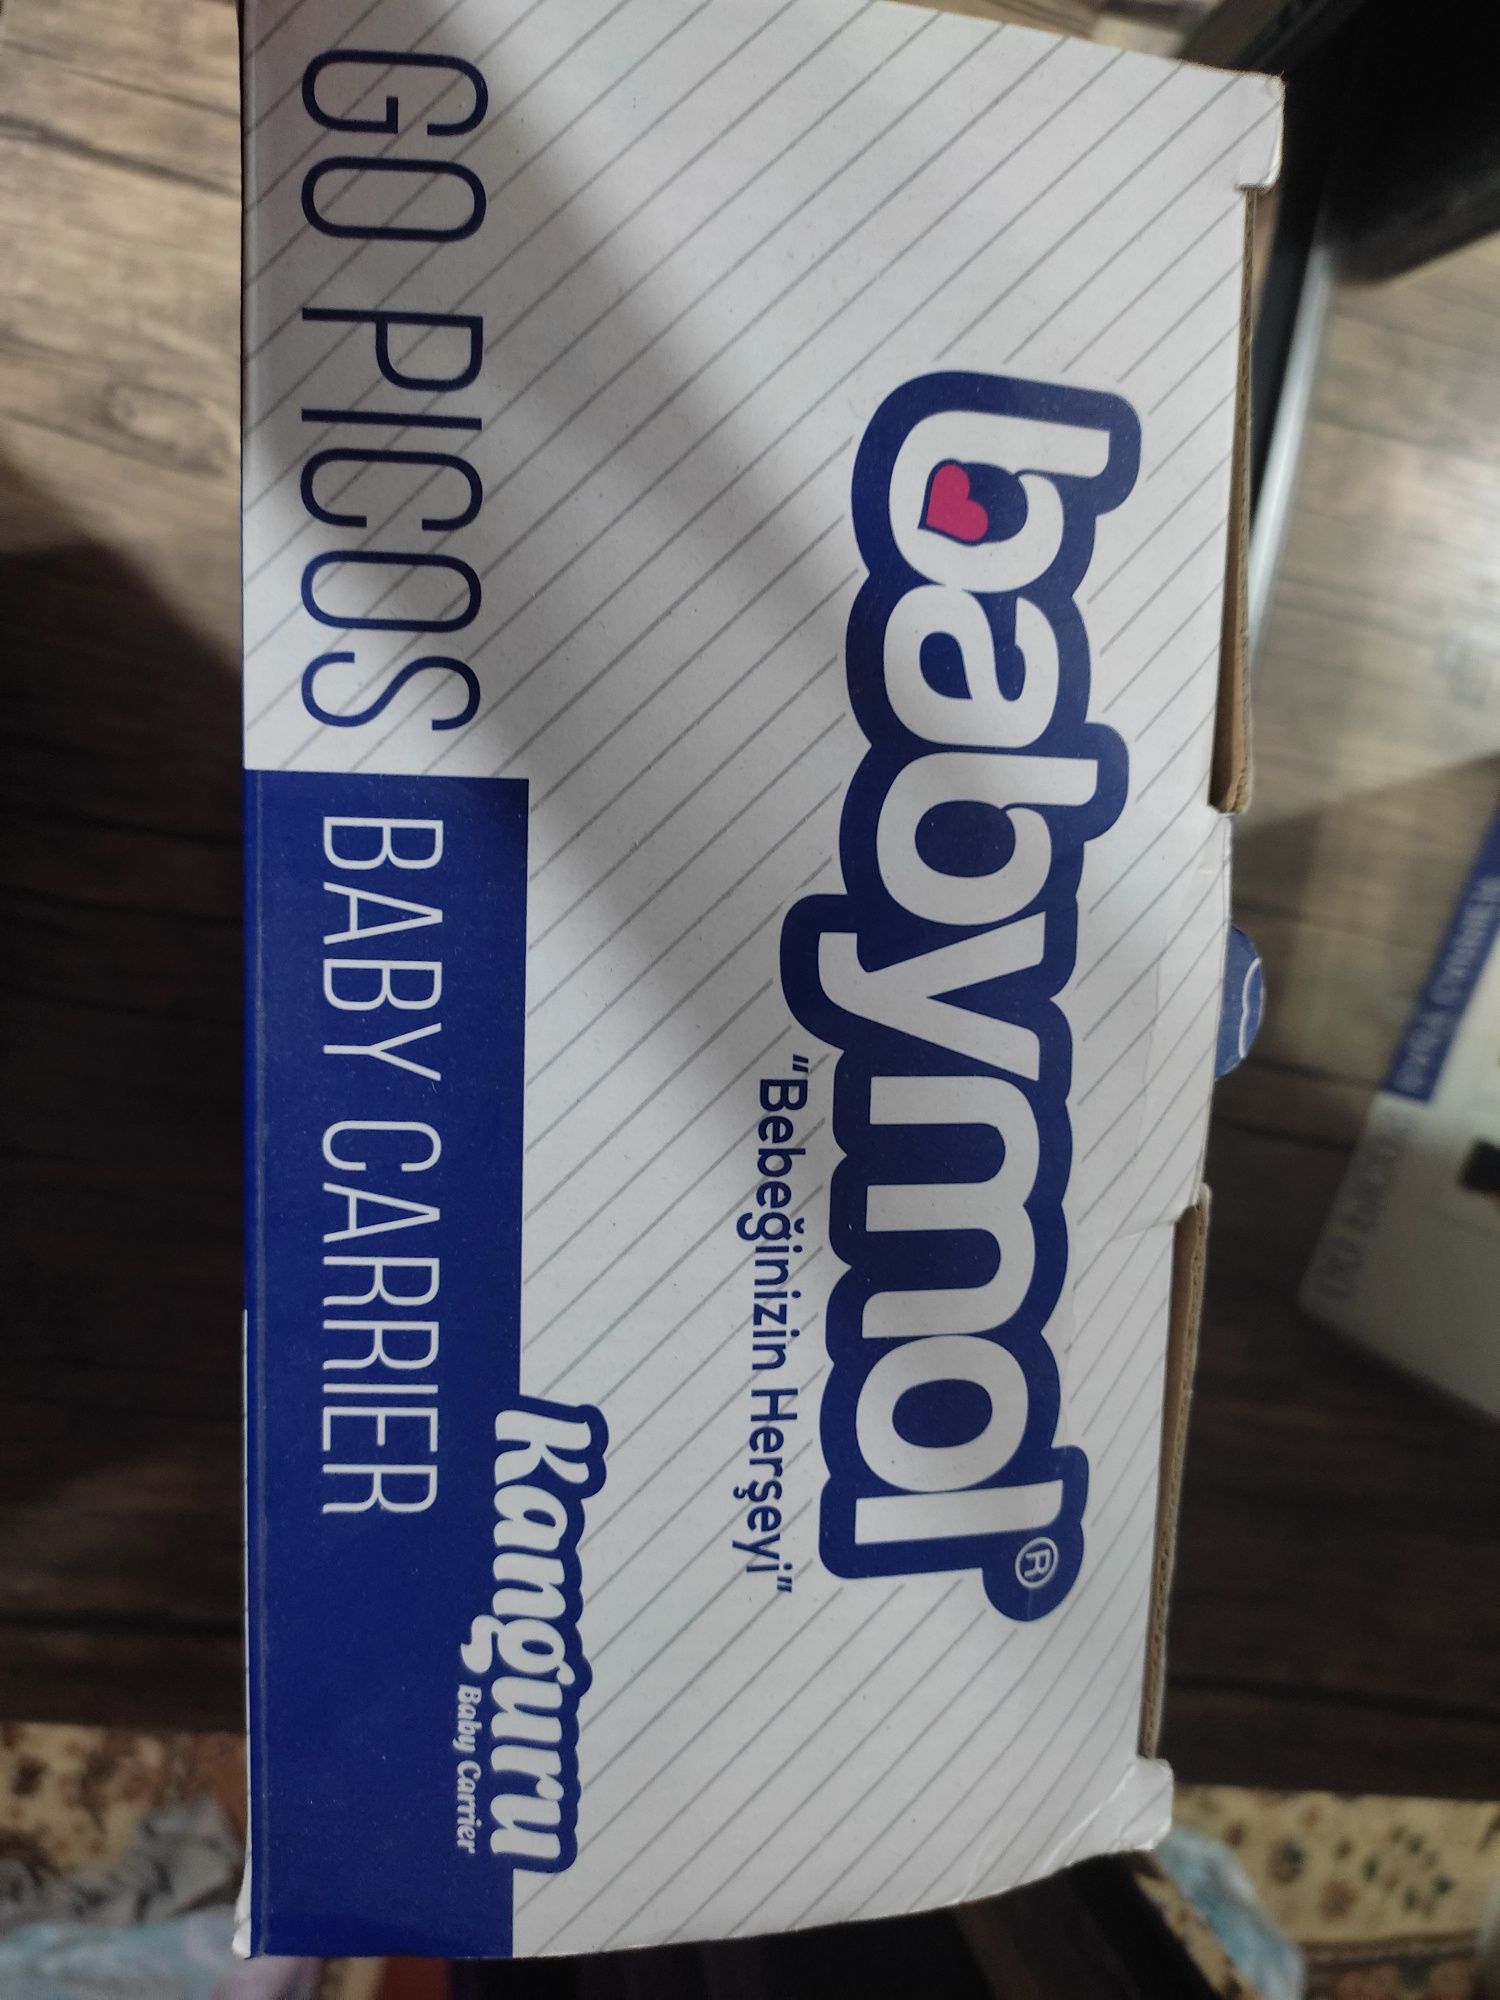 babymol®
"Bebeğinizin Herşeyi"
Kanguru
Baby Carrier
GO PICOS BABY CARRIER